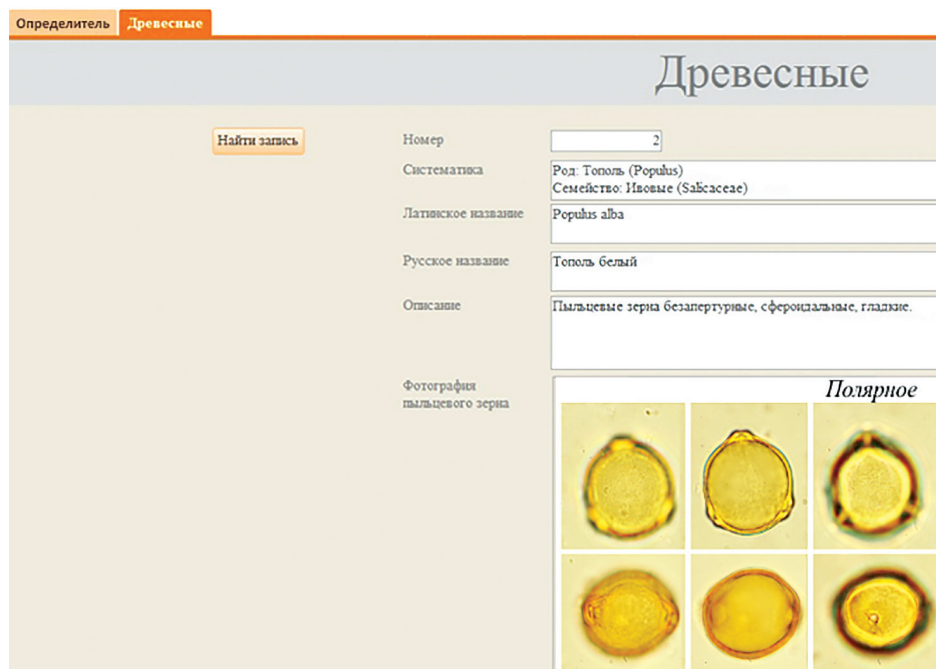 Определитель
Древесные
Древесные
Найти запись
Номер
2
Систематика
Род: Тополь (Populus)
Семейство: Ивовые (Salicaceae)
Латинское название
Populus alba
Русское название
Тополь белый
Описание
Пыльцевые зерна безапертурные, сфероидальные, гладкие.
Фотография
пыльцевого зерна
Полярное